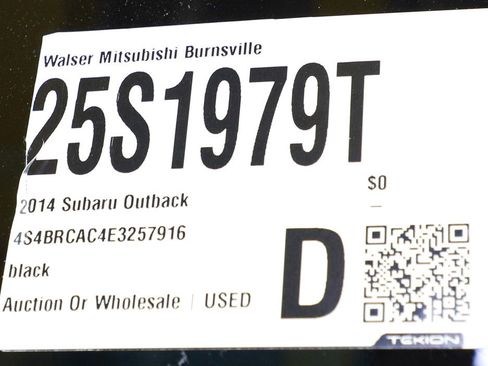 Walser Mitsubishi Burnsville
25S1979T
2014 Subaru Outback
$0
4S4BRCAC4E3257916
—
black
D
Auction Or Wholesale | USED
TEKION